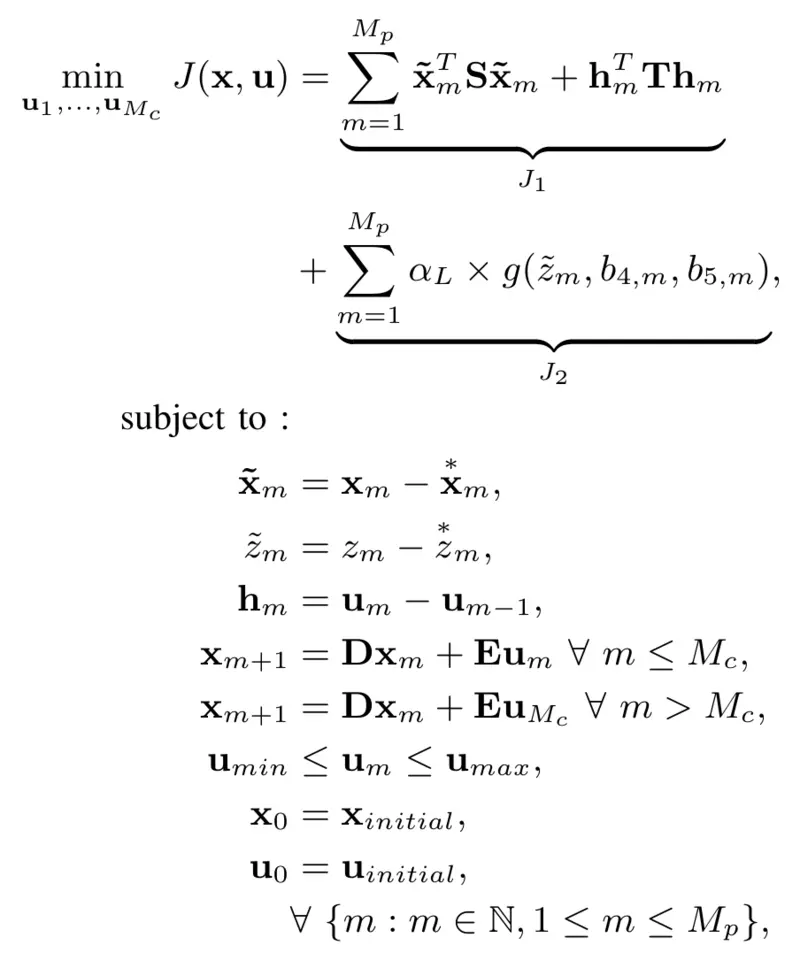 $$\min_{\mathbf{u}_1,\ldots,\mathbf{u}_{M_c}} J(\mathbf{x},\mathbf{u}) = \underbrace{\sum_{m=1}^{M_p} \tilde{\mathbf{x}}_m^T \mathbf{S} \tilde{\mathbf{x}}_m + \mathbf{h}_m^T \mathbf{T} \mathbf{h}_m}_{J_1}$$
$$+ \underbrace{\sum_{m=1}^{M_p} \alpha_L \times g(\tilde{z}_m, b_{4,m}, b_{5,m})}_{J_2},$$
subject to :
$$\tilde{\mathbf{x}}_m = \mathbf{x}_m - \overset{*}{\mathbf{x}}_m,$$
$$\tilde{z}_m = z_m - \overset{*}{z}_m,$$
$$\mathbf{h}_m = \mathbf{u}_m - \mathbf{u}_{m-1},$$
$$\mathbf{x}_{m+1} = \mathbf{D}\mathbf{x}_m + \mathbf{E}\mathbf{u}_m \ \forall \ m \leq M_c,$$
$$\mathbf{x}_{m+1} = \mathbf{D}\mathbf{x}_m + \mathbf{E}\mathbf{u}_{M_c} \ \forall \ m > M_c,$$
$$\mathbf{u}_{min} \leq \mathbf{u}_m \leq \mathbf{u}_{max},$$
$$\mathbf{x}_0 = \mathbf{x}_{initial},$$
$$\mathbf{u}_0 = \mathbf{u}_{initial},$$
$$\forall \ \{m : m \in \mathbb{N}, 1 \leq m \leq M_p\},$$